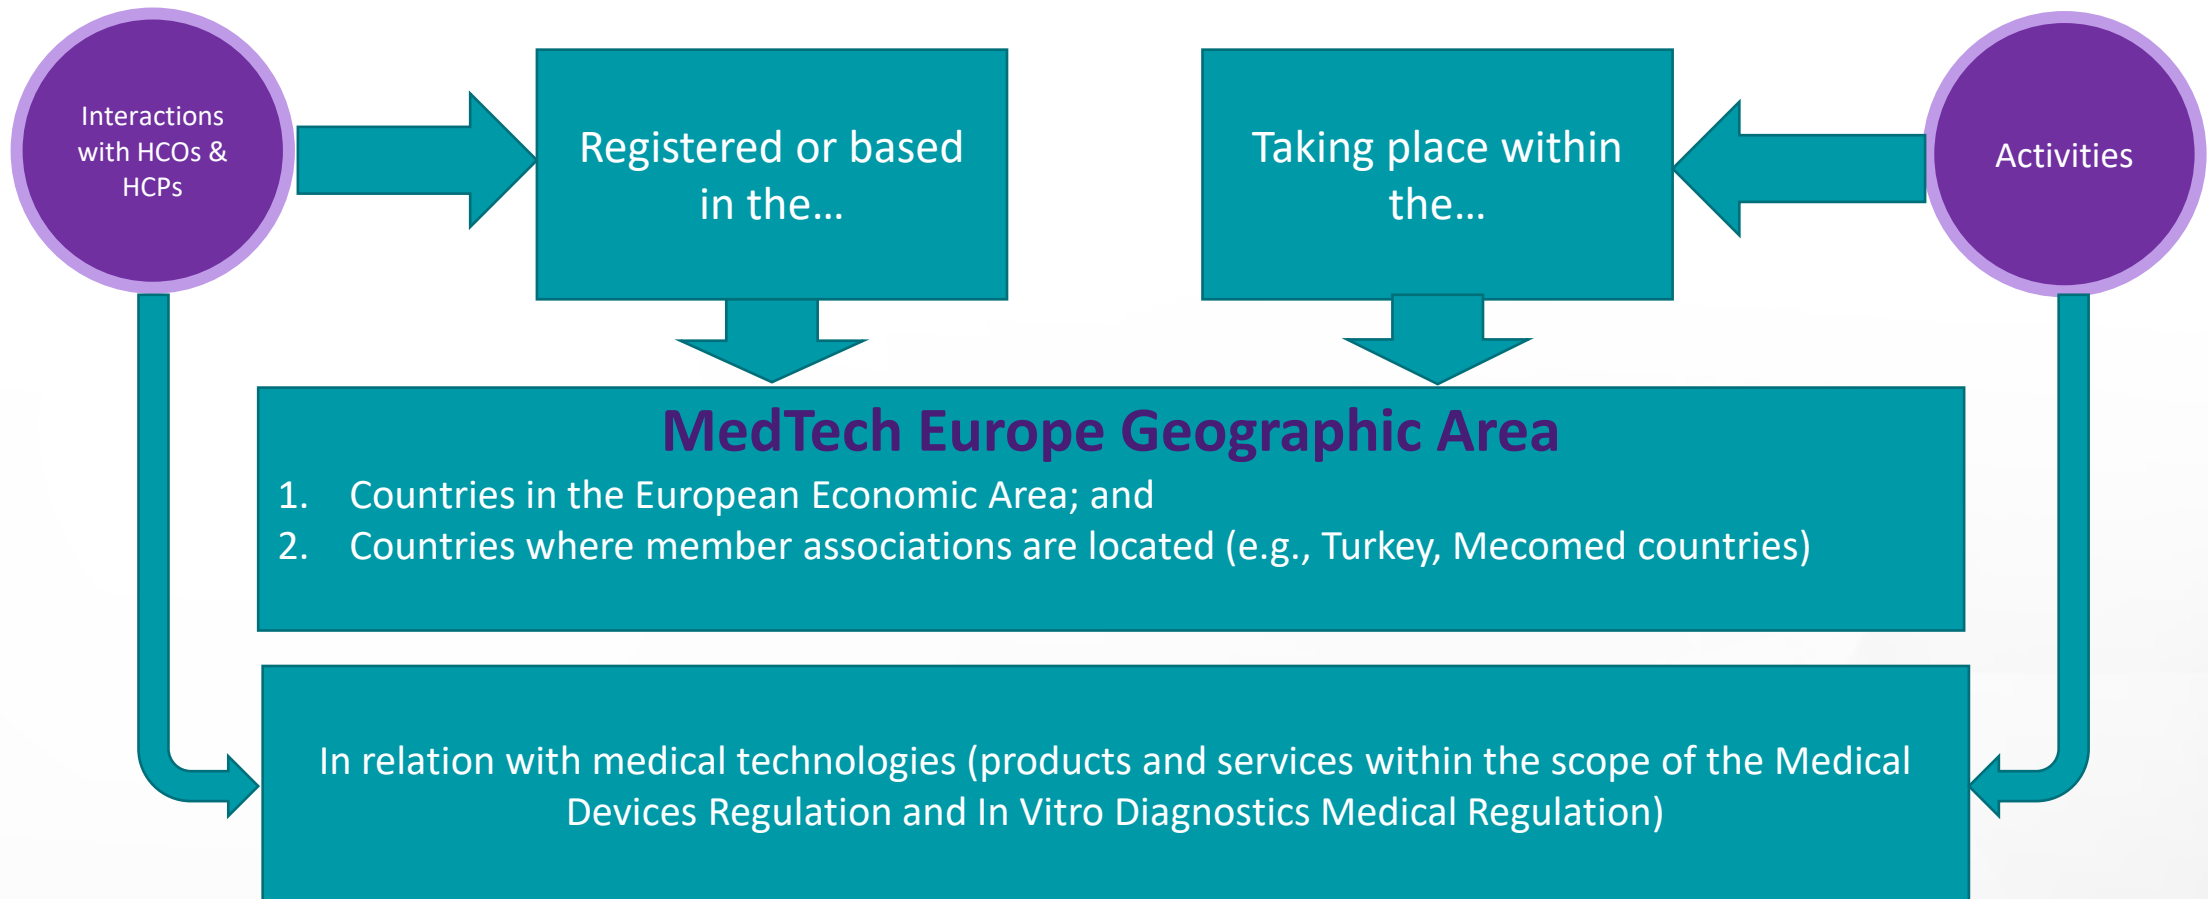 Interactions
with HCOs &
HCPs
Registered or based
in the…
Taking place within
the…
Activities
MedTech Europe Geographic Area
1. Countries in the European Economic Area; and
2. Countries where member associations are located (e.g., Turkey, Mecomed countries)
In relation with medical technologies (products and services within the scope of the Medical
Devices Regulation and In Vitro Diagnostics Medical Regulation)